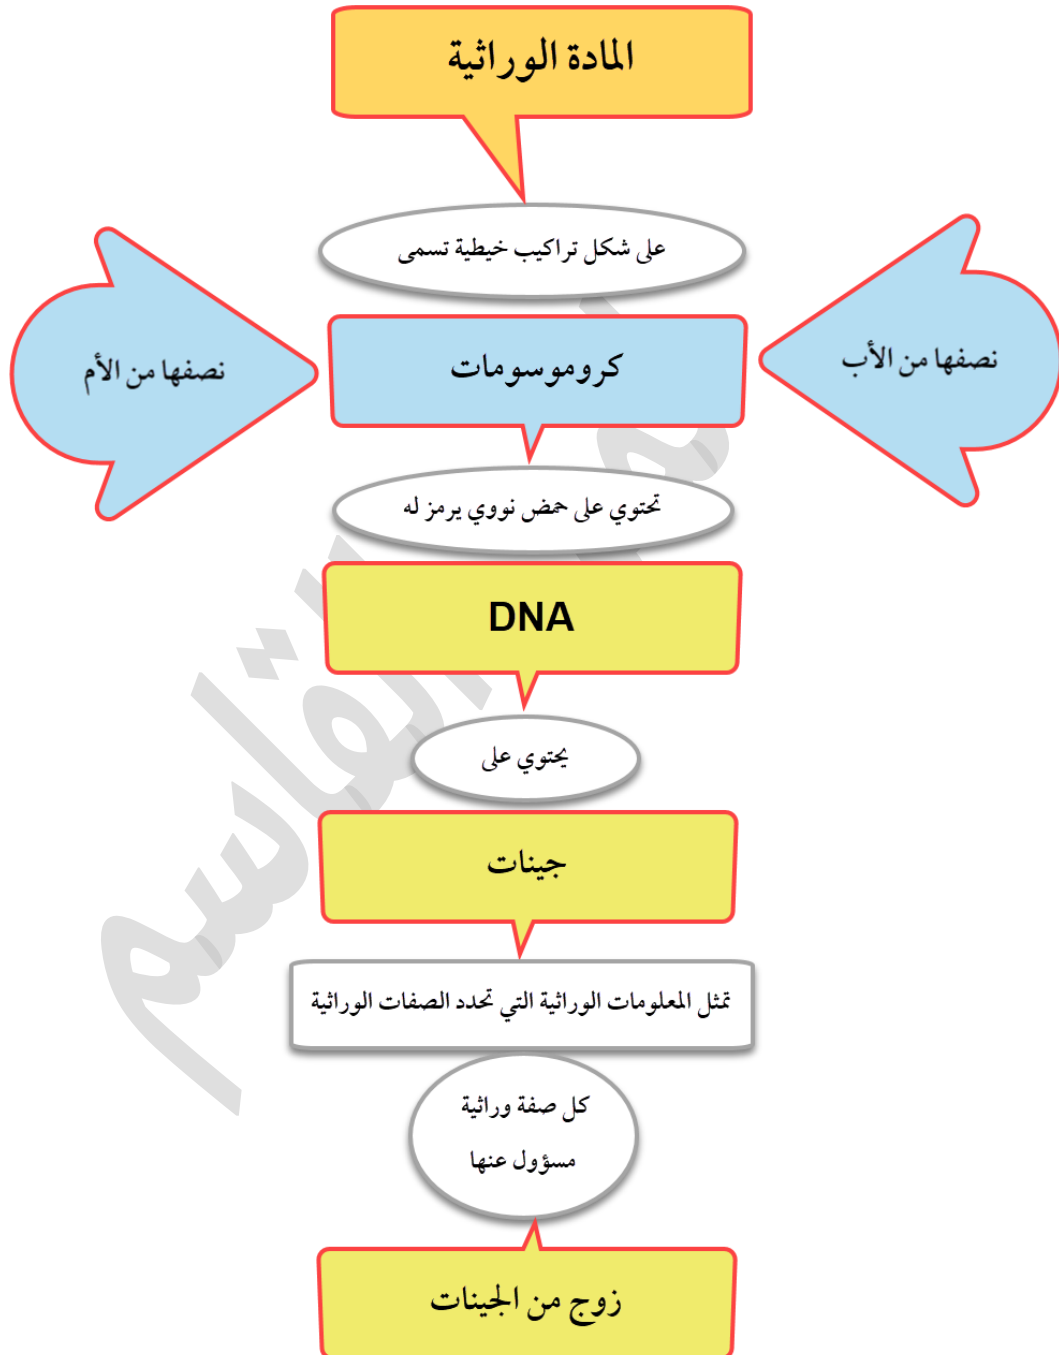 المادة الوراثية
على شكل تراكيب خيطية تسمى
نصفها من الأب
كروموسومات
نصفها من الأم
تحتوي على حمض نووي يرمز له
DNA
يحتوي على
جينات
تمثل المعلومات الوراثية التي تحدد الصفات الوراثية
كل صفة وراثية
مسؤول عنها
زوج من الجينات